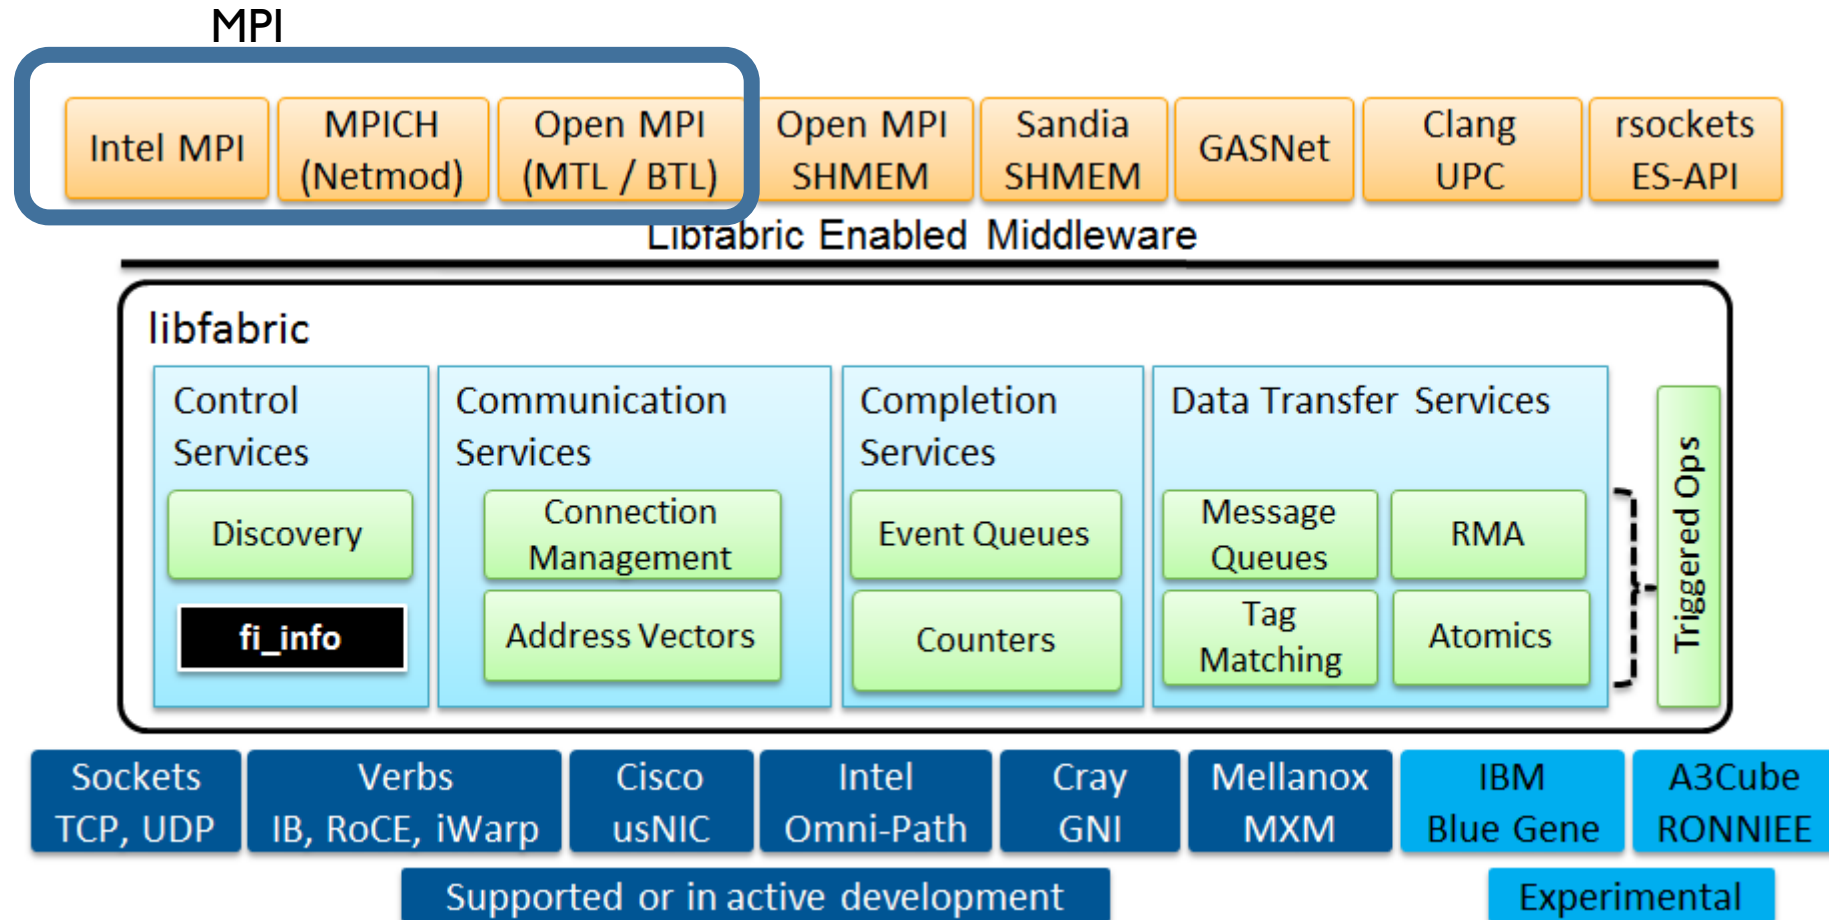 MPI
Intel MPI
MPICH
(Netmod)
Open MPI
(MTL / BTL)
Open MPI
SHMEM
Sandia
SHMEM
GASNet
Clang
UPC
rsockets
ES-API
Libfabric Enabled Middleware
libfabric
Control
Services
Discovery
fi_info
Communication
Services
Connection
Management
Address Vectors
Completion
Services
Event Queues
Counters
Data Transfer Services
Message
Queues
RMA
Tag
Matching
Atomics
Triggered Ops
Sockets
TCP, UDP
Verbs
IB, RoCE, iWarp
Cisco
usNIC
Intel
Omni-Path
Cray
GNI
Mellanox
MXM
IBM
Blue Gene
A3Cube
RONNIEE
Supported or in active development
Experimental